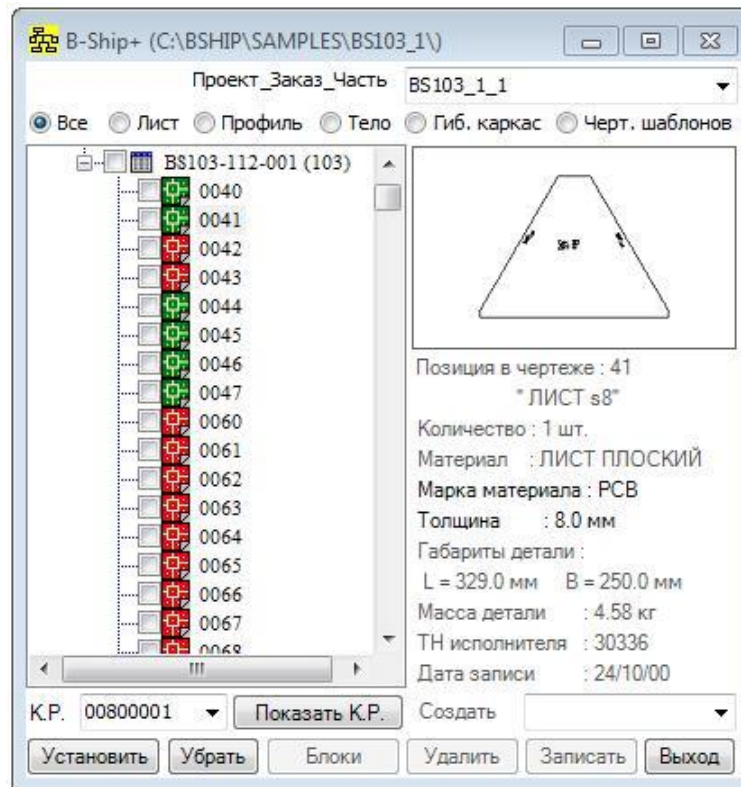 B-Ship+ (C:\BSHIP\SAMPLES\BS103_1\)
Проект_Заказ_Часть BS103_1_1
Все Лист Профиль Тело Гиб. каркас Черт. шаблонов
BS103-112-001 (103)
0040
0041
0042
0043
0044
0045
0046
0047
0060
0061
0062
0063
0064
0065
0066
0067
0068
Позиция в чертеже : 41
" ЛИСТ s8"
Количество : 1 шт.
Материал : ЛИСТ ПЛОСКИЙ
Марка материала : РСВ
Толщина : 8.0 мм
Габариты детали :
L = 329.0 мм B = 250.0 мм
Масса детали : 4.58 кг
ТН исполнителя : 30336
Дата записи : 24/10/00
К.Р. 00800001 Показать К.Р. Создать
Установить Убрать Блоки Удалить Записать Выход